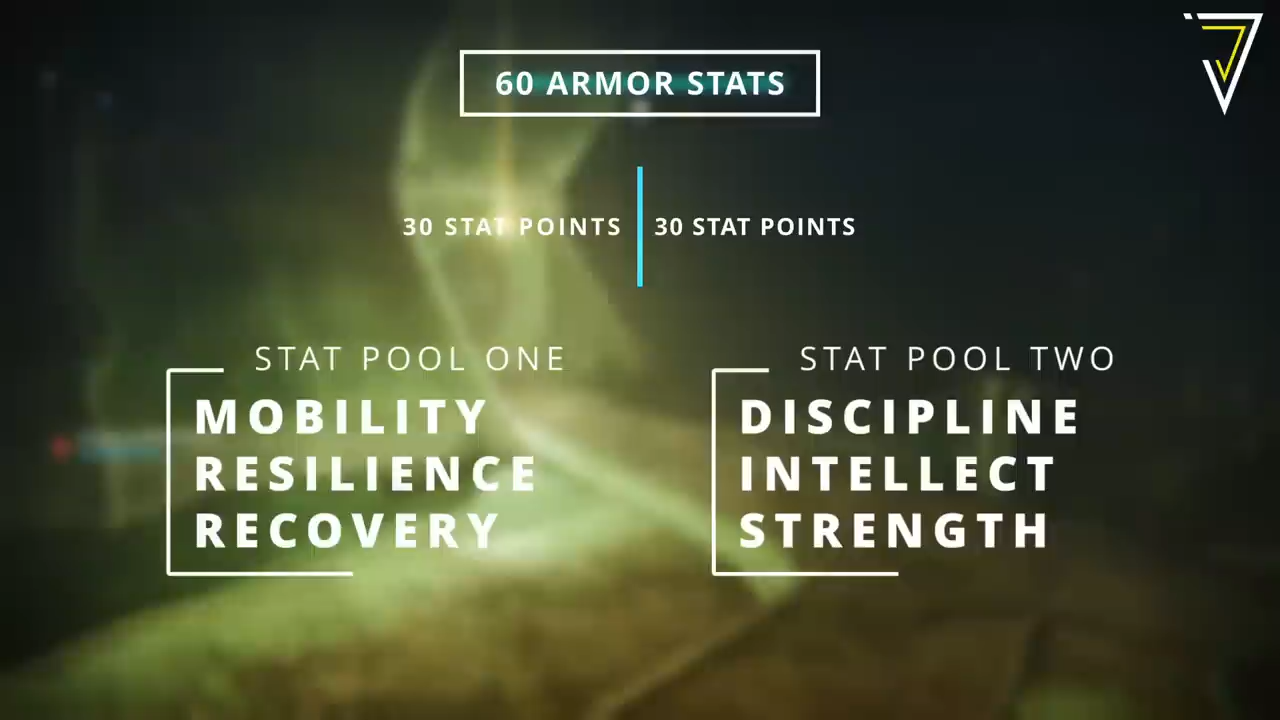 60 ARMOR STATS
30 STAT POINTS
30 STAT POINTS
STAT POOL ONE
MOBILITY
RESILIENCE
RECOVERY
STAT POOL TWO
DISCIPLINE
INTELLECT
STRENGTH